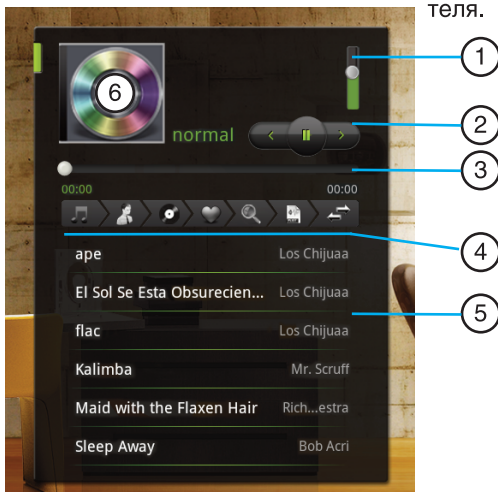 теля.
1
6
2
normal
3
00:00 00:00
4
ape Los Chijuaa
El Sol Se Esta Obsurecien... Los Chijuaa
5
flac Los Chijuaa
Kalimba Mr. Scruff
Maid with the Flaxen Hair Rich...estra
Sleep Away Bob Acri